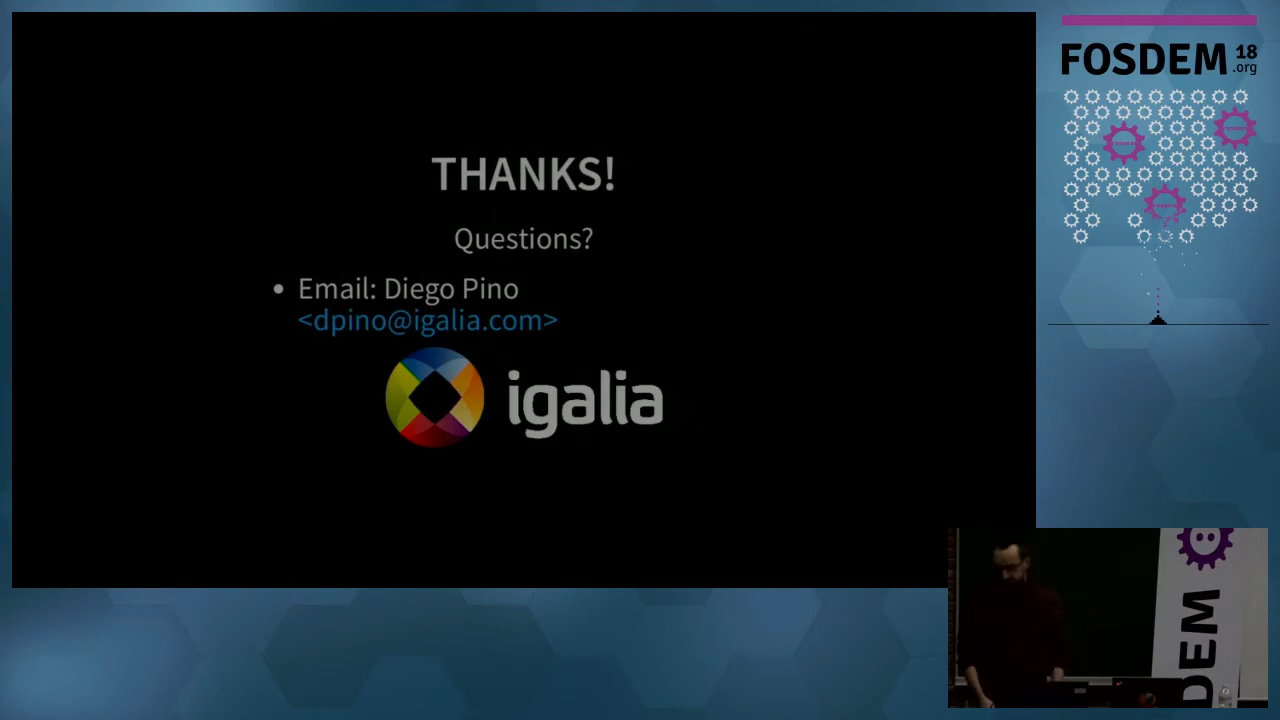 THANKS!
Questions?
• Email: Diego Pino
<dpino@igalia.com>
igalia
FOSDEM 18
.org
DEM